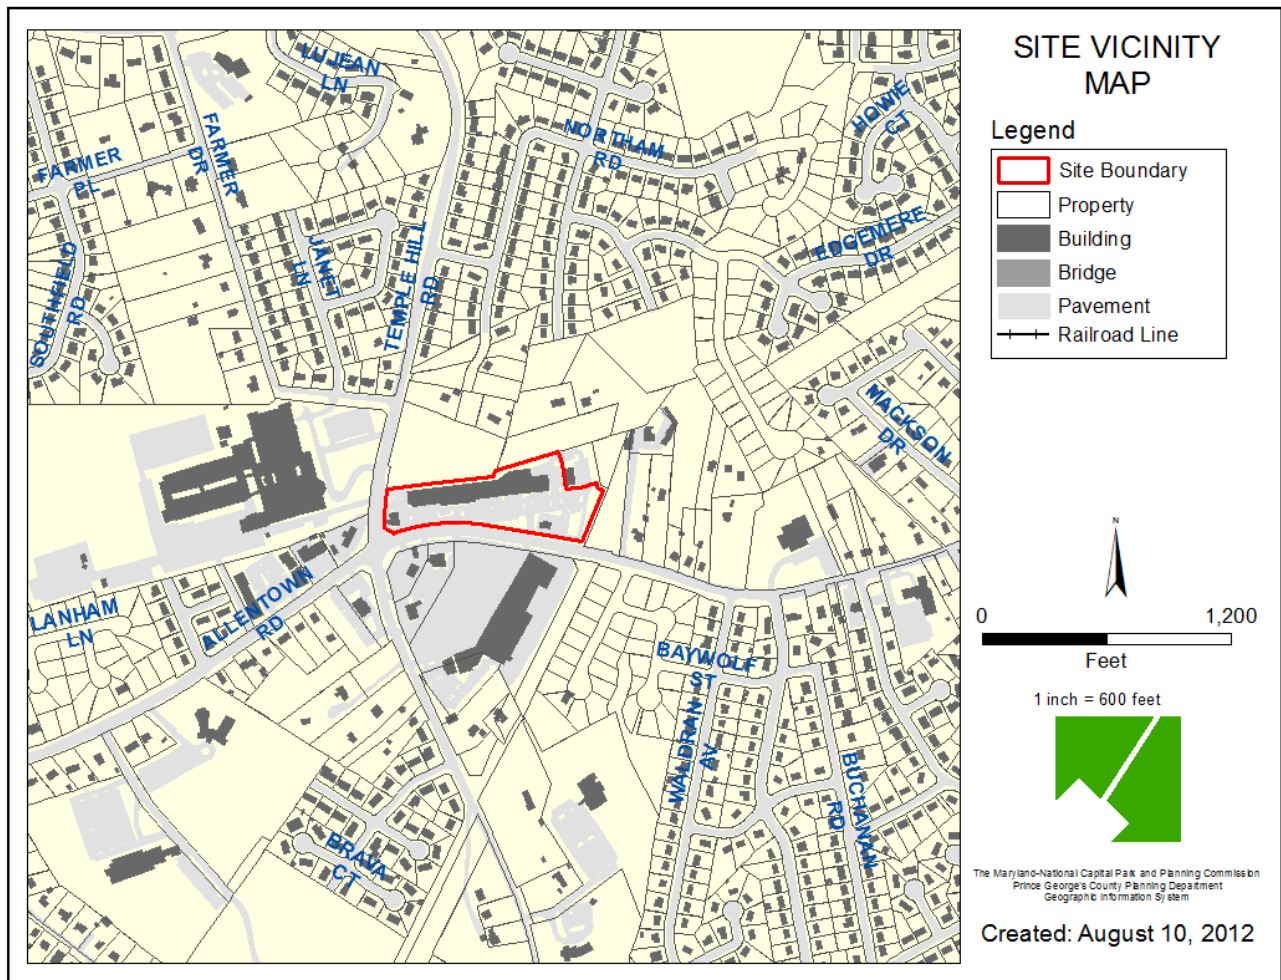 SITE VICINITY
MAP
Legend
Site Boundary
Property
Building
Bridge
Pavement
Railroad Line
N
0 1,200
Feet
1 inch = 600 feet
The Maryland-National Capital Park and Planning Commission
Prince George's County Planning Department
Geographic Information System
Created: August 10, 2012
LUJEAN
LN
FARMER
DR
FARMER
PL
NORTHAM
RD
HOWIE
CT
SOUTHFIELD
RD
JANET
LN
TEMPLE HILL
RD
EDGEMERE
DR
MACKSON
DR
LANHAM
LN
ALLENTOWN
RD
BAYWOLF
ST
WALDRAN
AV
BUCHANAN
RD
BRAVA
CT